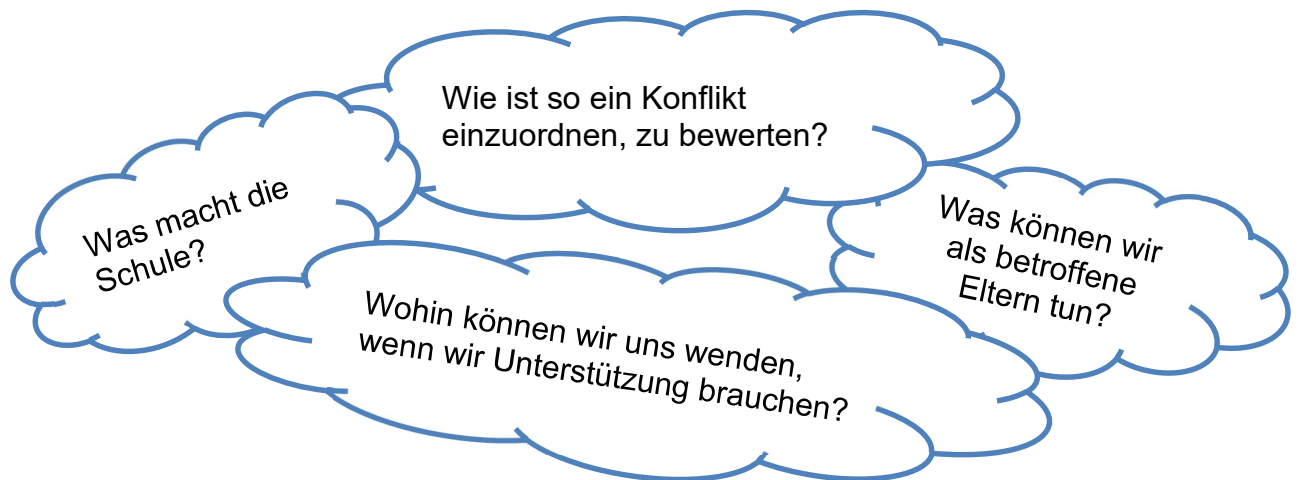 Wie ist so ein Konflikt
einzuordnen, zu bewerten?
Was macht die
Schule?
Was können wir
als betroffene
Eltern tun?
Wohin können wir uns wenden,
wenn wir Unterstützung brauchen?